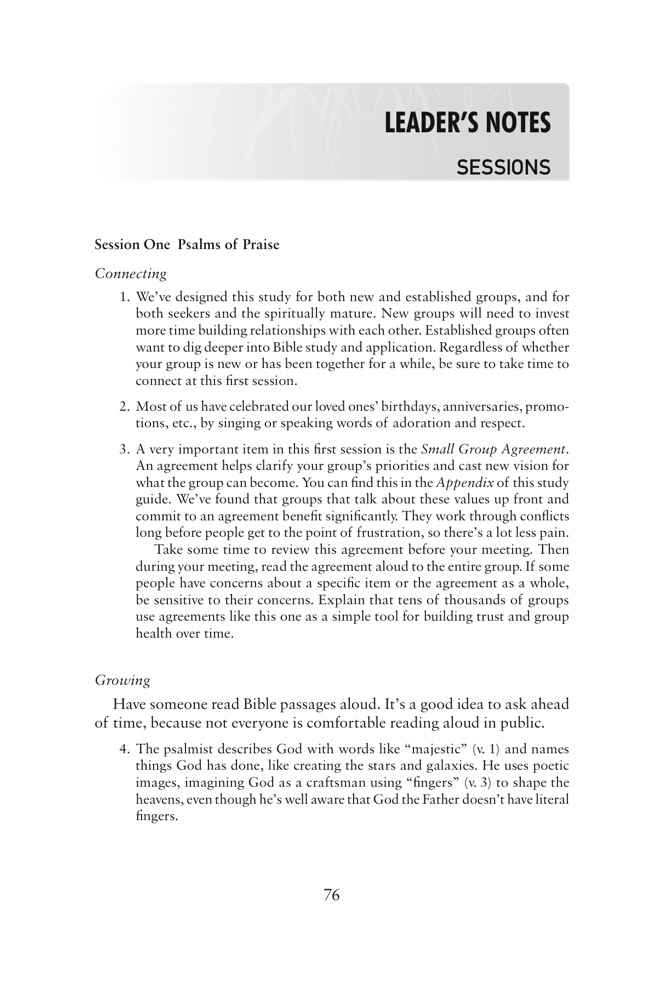 LEADER'S NOTES
SESSIONS
Session One  Psalms of Praise
Connecting
1. We've designed this study for both new and established groups, and for
both seekers and the spiritually mature. New groups will need to invest
more time building relationships with each other. Established groups often
want to dig deeper into Bible study and application. Regardless of whether
your group is new or has been together for a while, be sure to take time to
connect at this first session.
2. Most of us have celebrated our loved ones' birthdays, anniversaries, promo-
tions, etc., by singing or speaking words of adoration and respect.
3. A very important item in this first session is the Small Group Agreement.
An agreement helps clarify your group's priorities and cast new vision for
what the group can become. You can find this in the Appendix of this study
guide. We've found that groups that talk about these values up front and
commit to an agreement benefit significantly. They work through conflicts
long before people get to the point of frustration, so there's a lot less pain.
Take some time to review this agreement before your meeting. Then
during your meeting, read the agreement aloud to the entire group. If some
people have concerns about a specific item or the agreement as a whole,
be sensitive to their concerns. Explain that tens of thousands of groups
use agreements like this one as a simple tool for building trust and group
health over time.
Growing
Have someone read Bible passages aloud. It's a good idea to ask ahead
of time, because not everyone is comfortable reading aloud in public.
4. The psalmist describes God with words like “majestic” (v. 1) and names
things God has done, like creating the stars and galaxies. He uses poetic
images, imagining God as a craftsman using “fingers” (v. 3) to shape the
heavens, even though he's well aware that God the Father doesn't have literal
fingers.
76